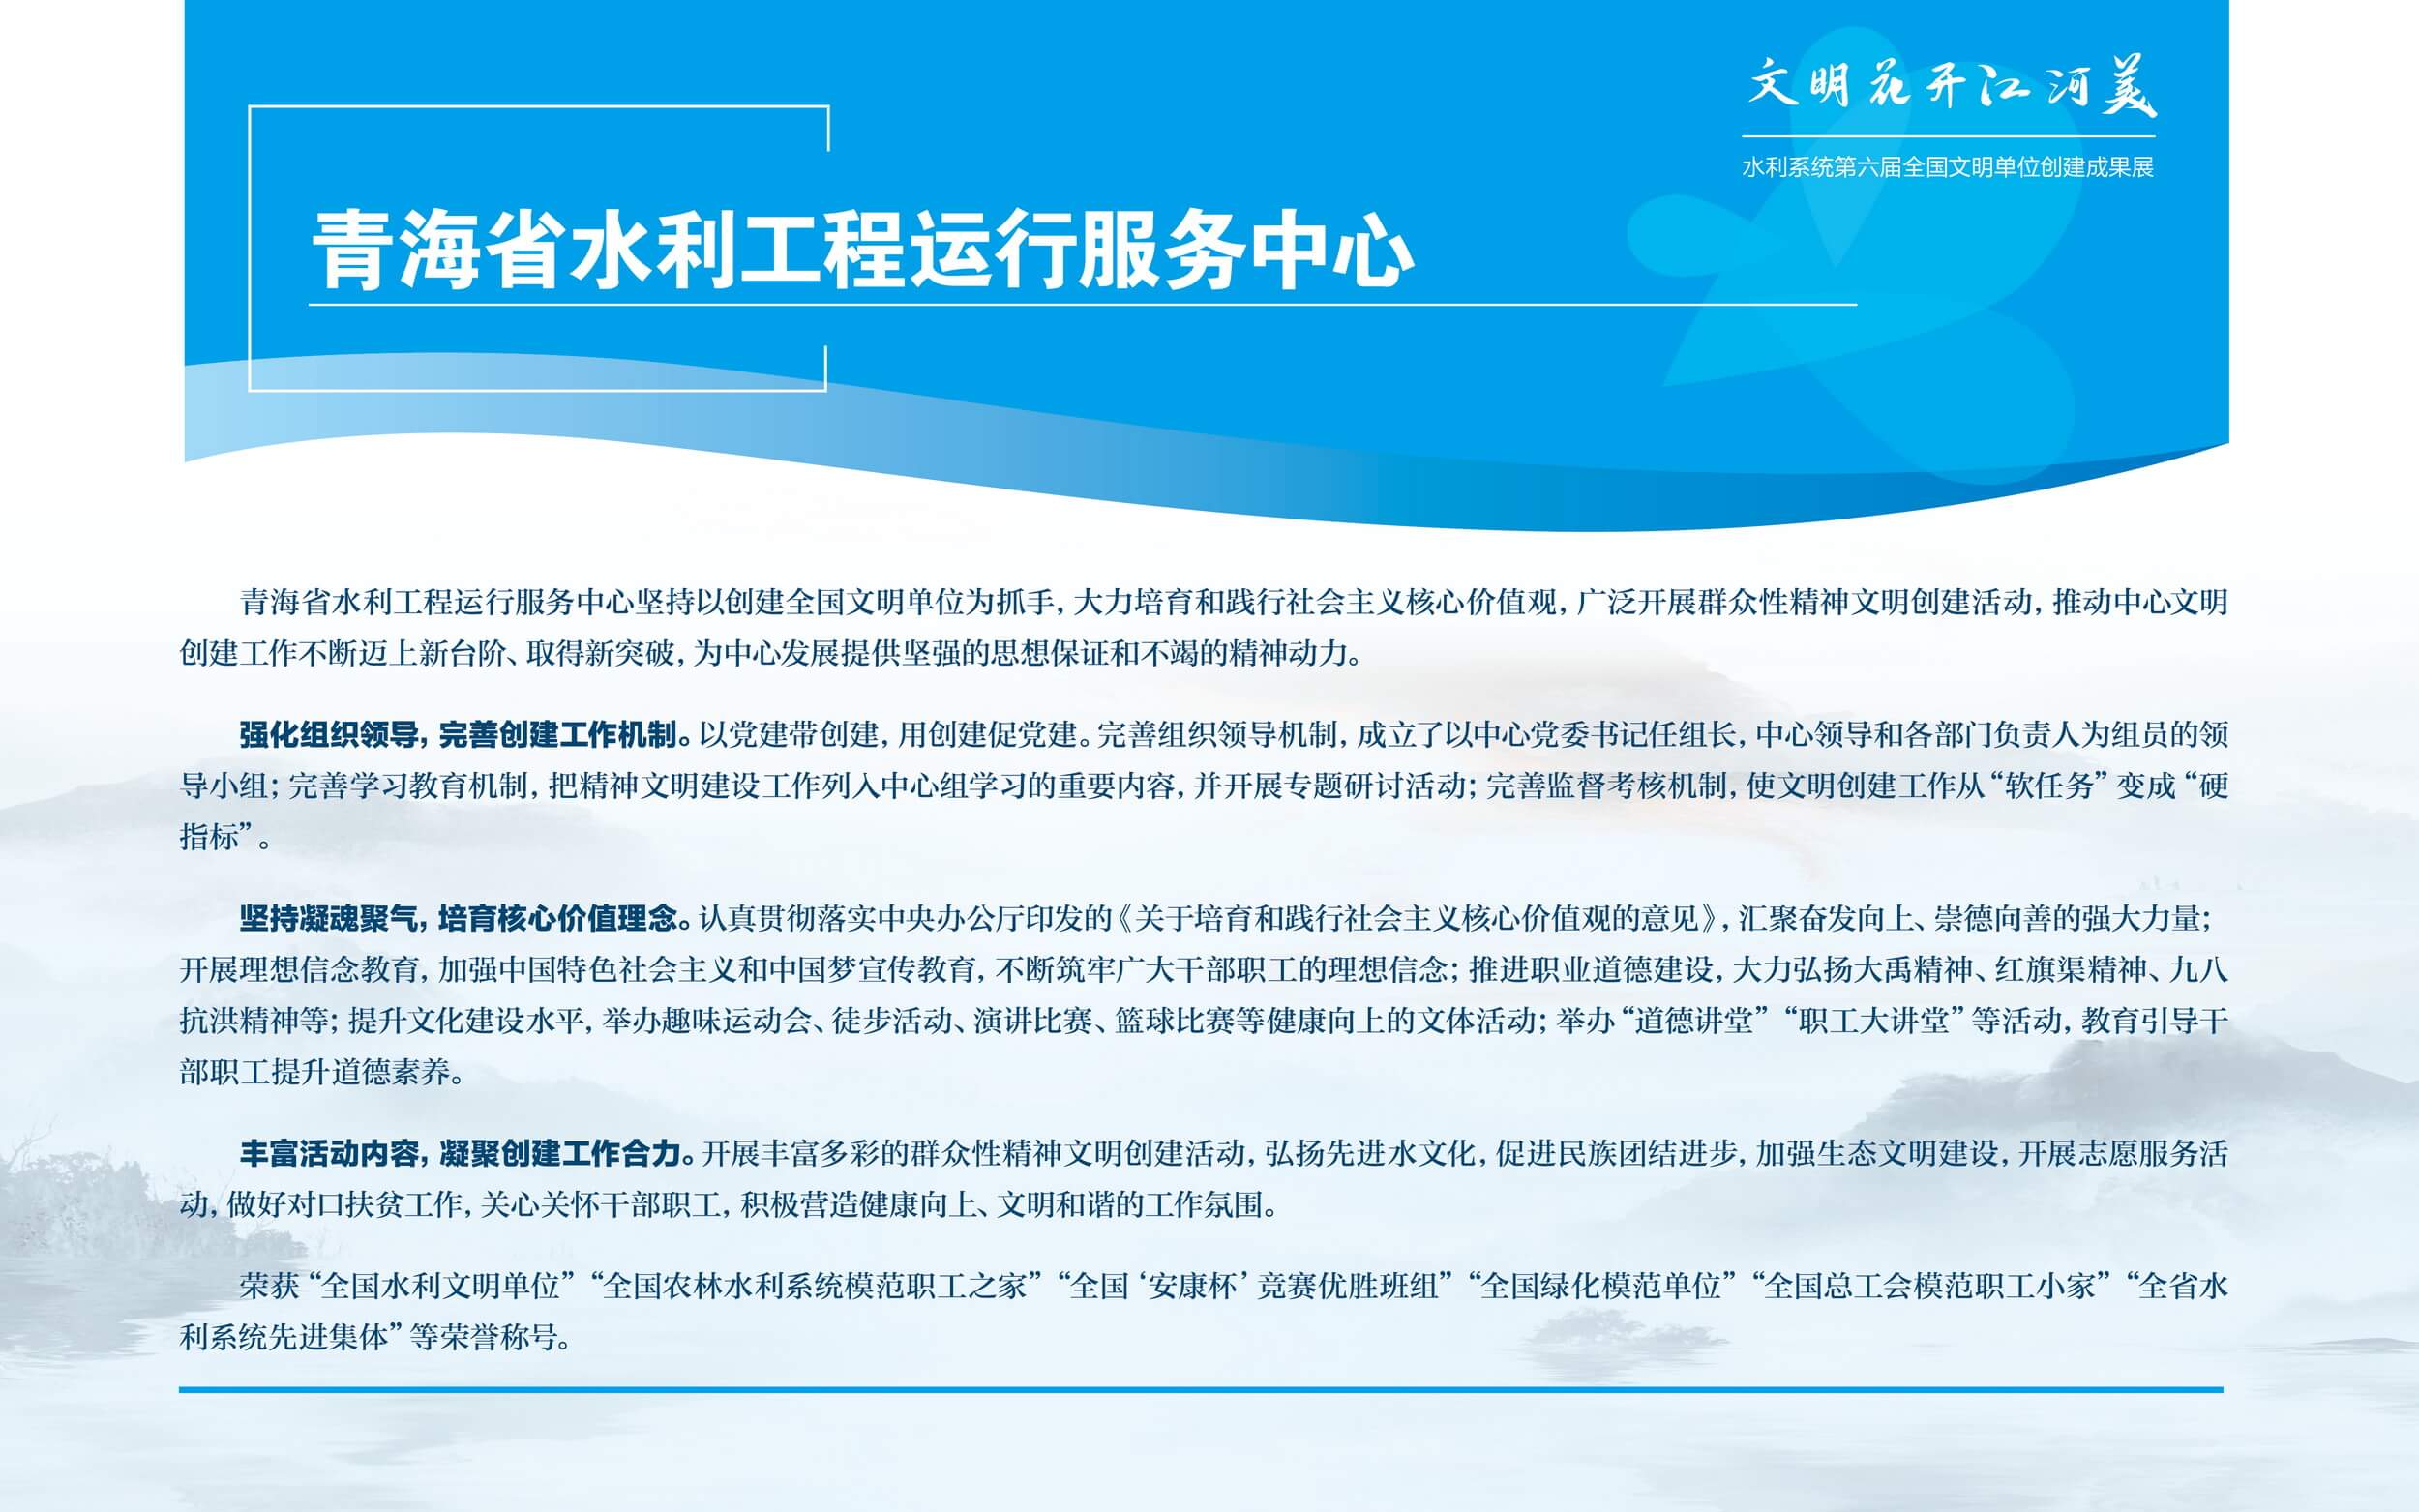 文明花开江河美
水利系统第六届全国文明单位创建成果展
青海省水利工程运行服务中心
青海省水利工程运行服务中心坚持以创建全国文明单位为抓手，大力培育和践行社会主义核心价值观，广泛开展群众性精神文明创建活动，推动中心文明
创建工作不断迈上新台阶、取得新突破，为中心发展提供坚强的思想保证和不竭的精神动力。
强化组织领导，完善创建工作机制。以党建带创建，用创建促党建。完善组织领导机制，成立了以中心党委书记任组长，中心领导和各部门负责人为组员的领
导小组；完善学习教育机制，把精神文明建设工作列入中心组学习的重要内容，并开展专题研讨活动；完善监督考核机制，使文明创建工作从“软任务”变成“硬
指标”。
坚持凝魂聚气，培育核心价值理念。认真贯彻落实中央办公厅印发的《关于培育和践行社会主义核心价值观的意见》，汇聚奋发向上、崇德向善的强大力量；
开展理想信念教育，加强中国特色社会主义和中国梦宣传教育，不断筑牢广大干部职工的理想信念；推进职业道德建设，大力弘扬大禹精神、红旗渠精神、九八
抗洪精神等；提升文化建设水平，举办趣味运动会、徒步活动、演讲比赛、篮球比赛等健康向上的文体活动；举办“道德讲堂”“职工大讲堂”等活动，教育引导干
部职工提升道德素养。
丰富活动内容，凝聚创建工作合力。开展丰富多彩的群众性精神文明创建活动，弘扬先进水文化，促进民族团结进步，加强生态文明建设，开展志愿服务活
动，做好对口扶贫工作，关心关怀干部职工，积极营造健康向上、文明和谐的工作氛围。
荣获“全国水利文明单位”“全国农林水利系统模范职工之家”“全国‘安康杯’竞赛优胜班组”“全国绿化模范单位”“全国总工会模范职工小家”“全省水
利系统先进集体”等荣誉称号。